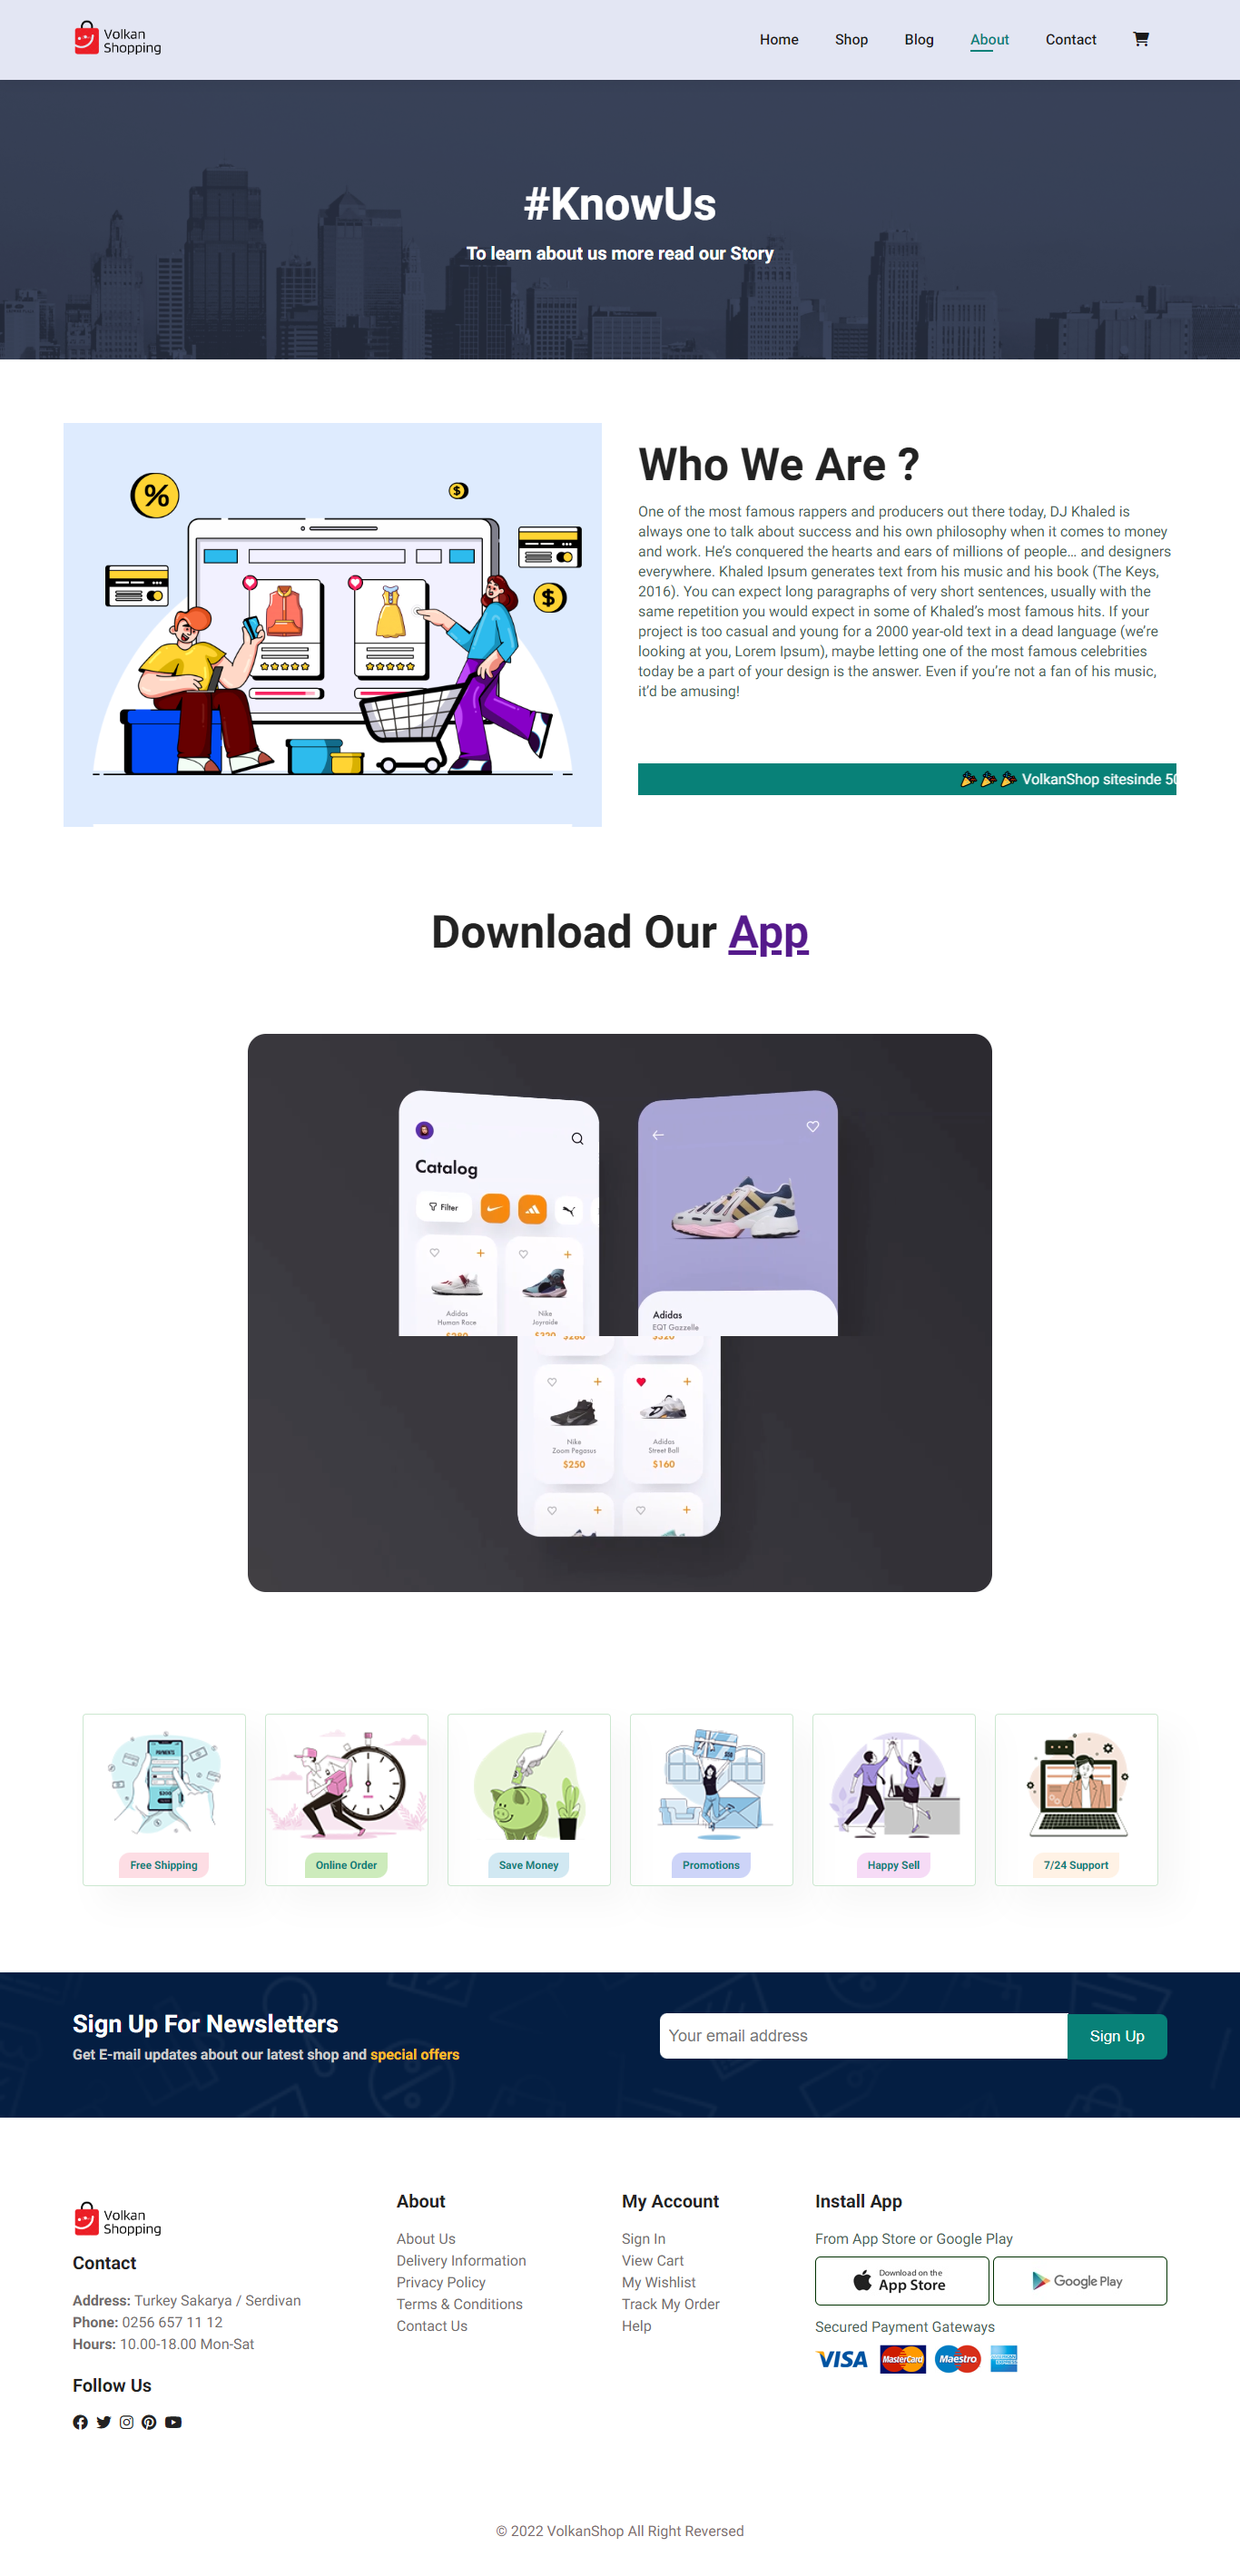 Volkan
Shopping
Home
Shop
Blog
About
Contact
#KnowUs
To learn about us more read our Story
Who We Are ?
One of the most famous rappers and producers out there today, DJ Khaled is
always one to talk about success and his own philosophy when it comes to money
and work. He's conquered the hearts and ears of millions of people… and designers
everywhere. Khaled Ipsum generates text from his music and his book (The Keys,
2016). You can expect long paragraphs of very short sentences, usually with the
same repetition you would expect in some of Khaled's most famous hits. If your
project is too casual and young for a 2000 year-old text in a dead language (we're
looking at you, Lorem Ipsum), maybe letting one of the most famous celebrities
today be a part of your design is the answer. Even if you're not a fan of his music,
it'd be amusing!
VolkanShop sitesinde 50
Download Our App
Catalog
Filter
Adidas
Human Race
$280
Nike
Joyride
$320
Adidas
EQT Gazzelle
$280
$320
Nike
Zoom Pegasus
$250
Adidas
Street Ball
$160
PAYMENTS
Free Shipping
Online Order
Save Money
Promotions
Happy Sell
7/24 Support
Sign Up For Newsletters
Get E-mail updates about our latest shop and special offers
Your email address
Sign Up
Volkan
Shopping
Contact
Address: Turkey Sakarya / Serdivan
Phone: 0256 657 11 12
Hours: 10.00-18.00 Mon-Sat
Follow Us
About
About Us
Delivery Information
Privacy Policy
Terms & Conditions
Contact Us
My Account
Sign In
View Cart
My Wishlist
Track My Order
Help
Install App
From App Store or Google Play
Download on the
App Store
Google Play
Secured Payment Gateways
VISA
MasterCard
Maestro
© 2022 VolkanShop All Right Reversed